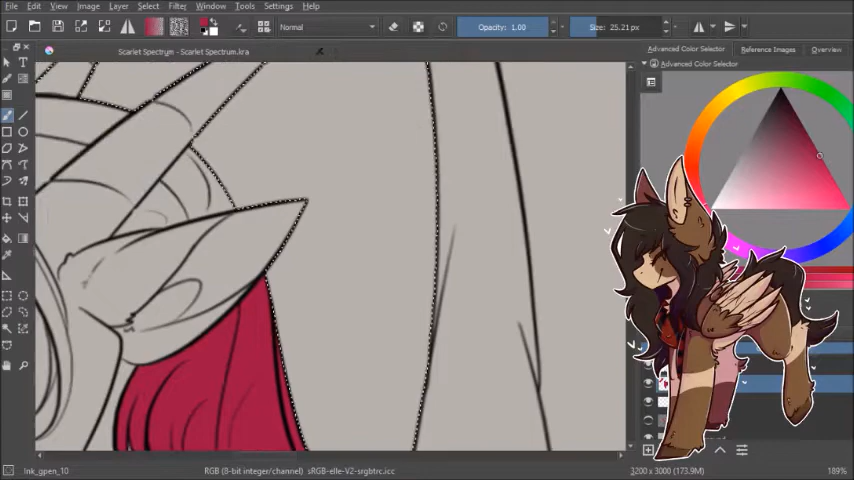 File Edit View Image Layer Select Filter Window Tools Settings Help
Normal Opacity: 1.00 Size: 25.21 px
Scarlet Spectrum - Scarlet Spectrum.kra
Advanced Color Selector Reference Images Overview
Advanced Color Selector
Ink_gpen_10 RGB (8-bit integer/channel) sRGB-elle-V2-srgbtrc.icc 3200 x 3000 (173.9M) 189%